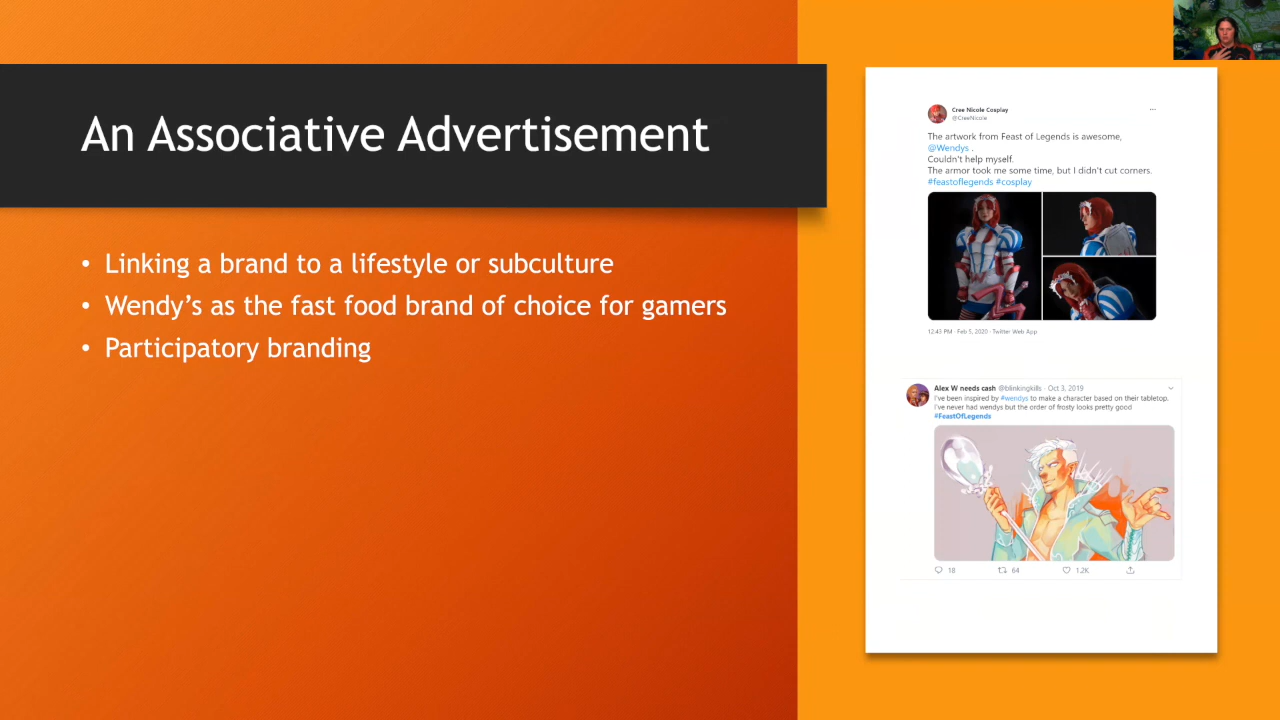 An Associative Advertisement
• Linking a brand to a lifestyle or subculture
• Wendy's as the fast food brand of choice for gamers
• Participatory branding
Cree Nicole Cosplay
@CreeNicole
The artwork from Feast of Legends is awesome,
@Wendys .
Couldn't help myself.
The armor took me some time, but I didn't cut corners.
#feastoflegends #cosplay
12:43 PM · Feb 5, 2020 · Twitter Web App
Alex W needs cash @blinkingkills · Oct 3, 2019
I've been inspired by #wendys to make a character based on their tabletop.
I've never had wendys but the order of frosty looks pretty good
#FeastOfLegends
18 64 1.2K